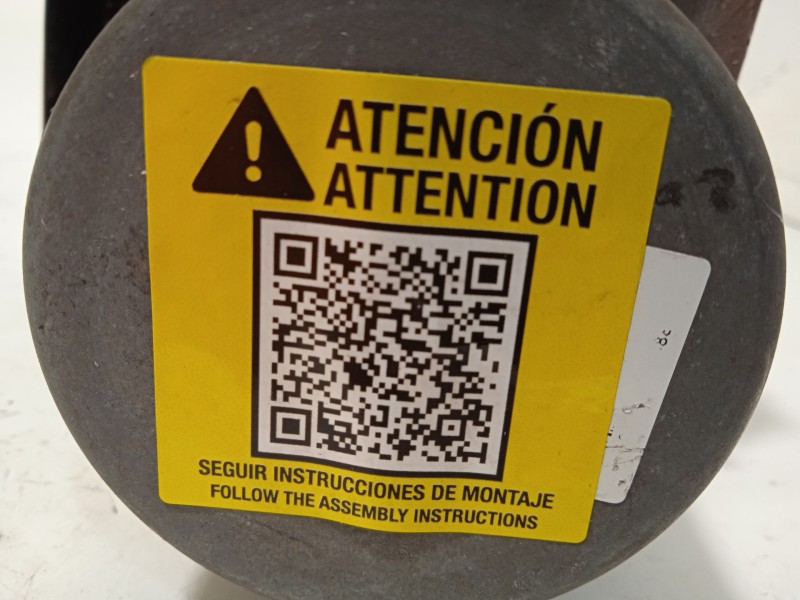 ATENCIÓN
ATTENTION
SEGUIR INSTRUCCIONES DE MONTAJE
FOLLOW THE ASSEMBLY INSTRUCTIONS